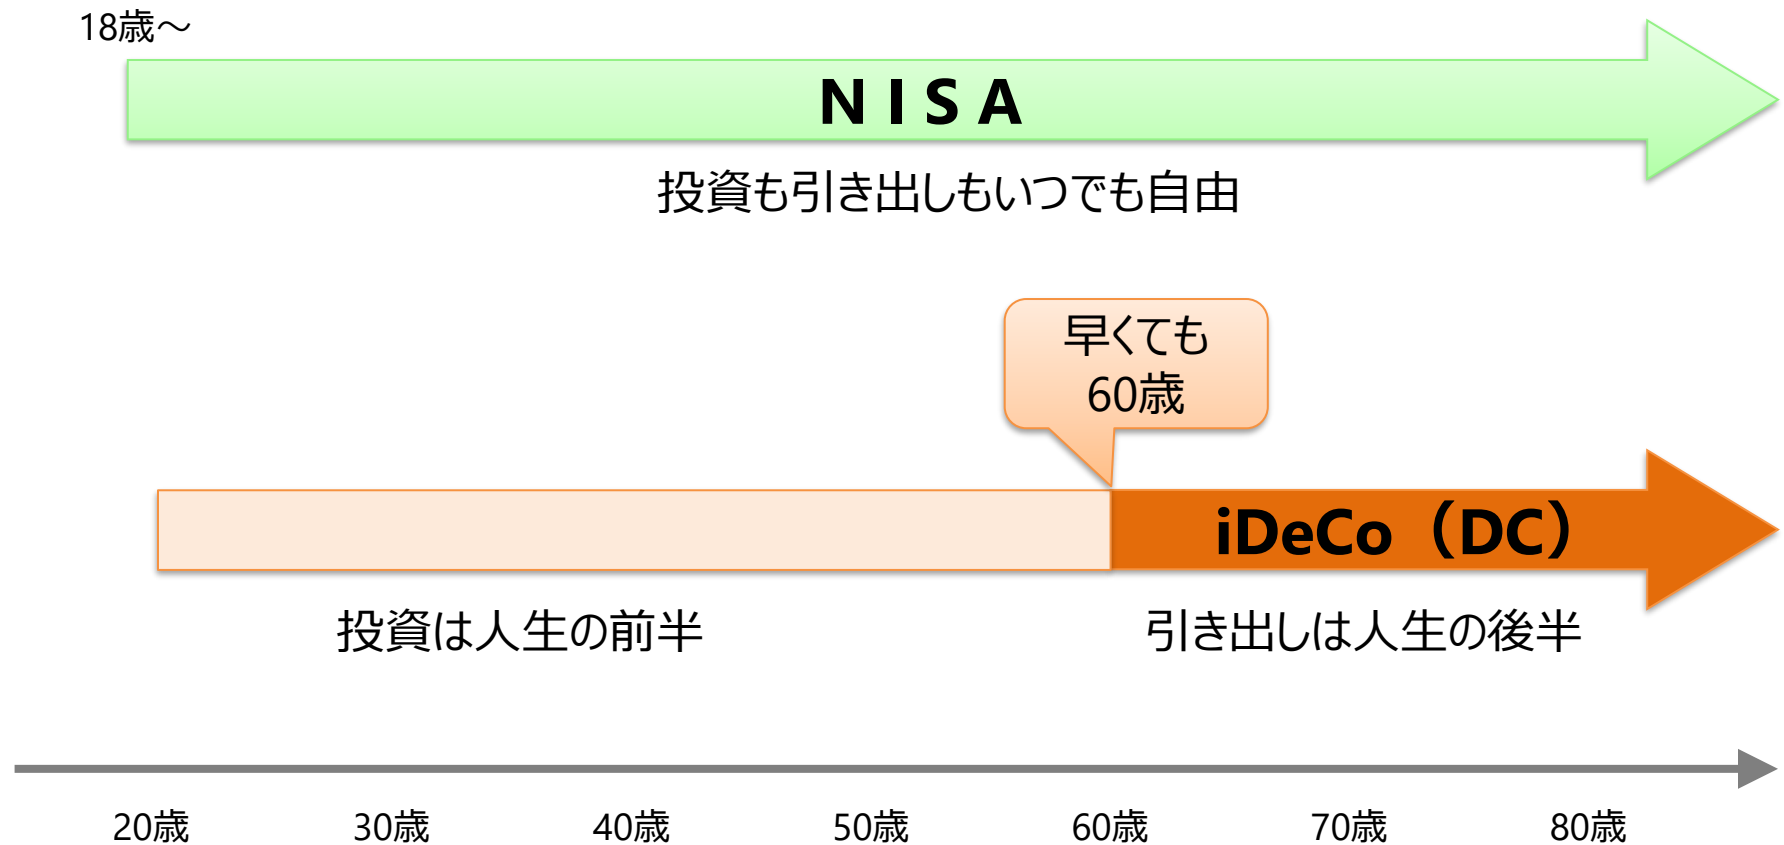 18歳～
NISA
投資も引き出しもいつでも自由
早くても
60歳
iDeCo（DC）
投資は人生の前半
引き出しは人生の後半
20歳
30歳
40歳
50歳
60歳
70歳
80歳